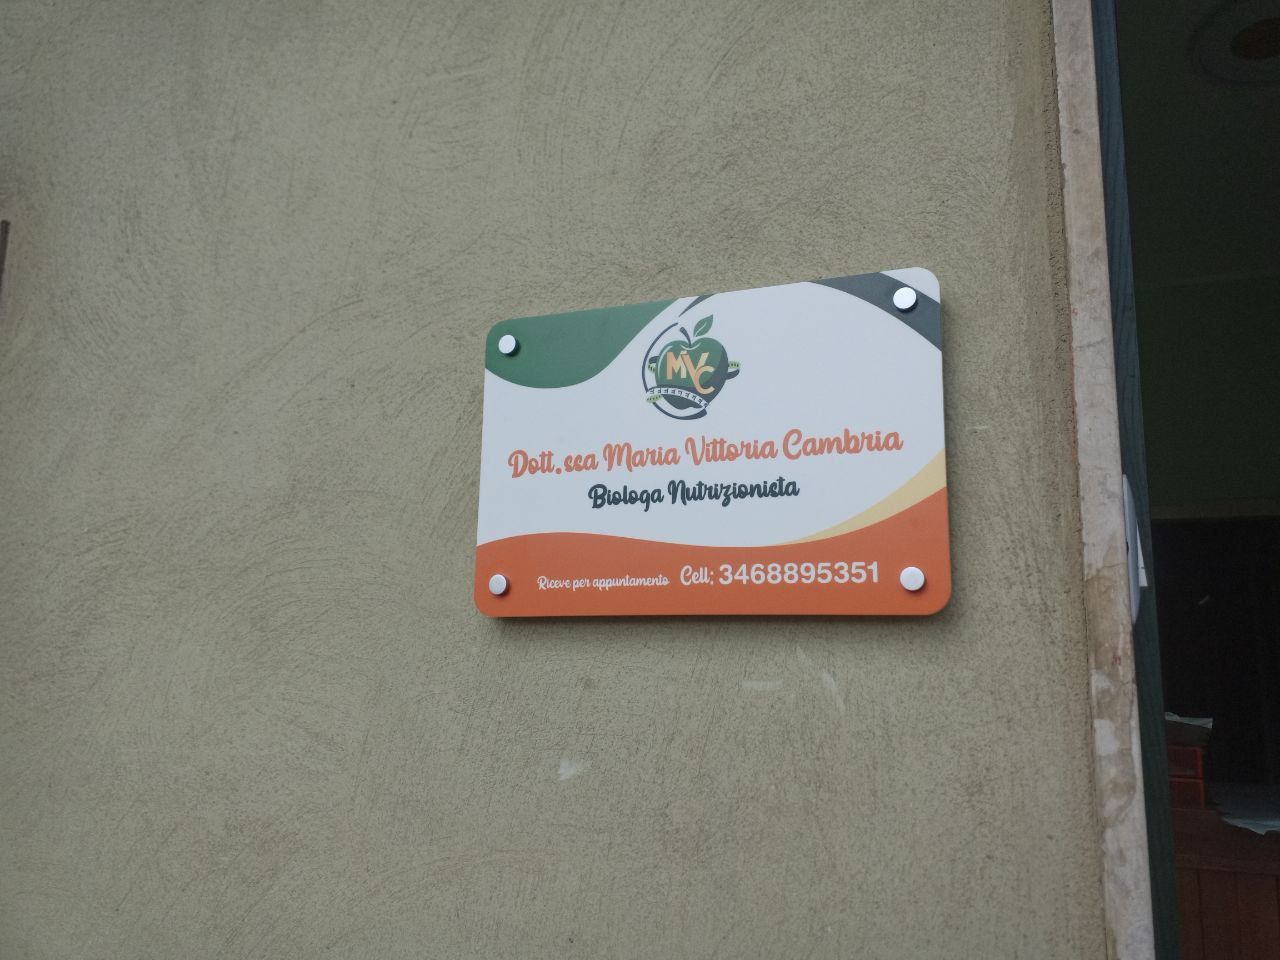 MVC
Dott.ssa Maria Vittoria Cambria
Biologa Nutrizionista
Riceve per appuntamento Cell: 3468895351